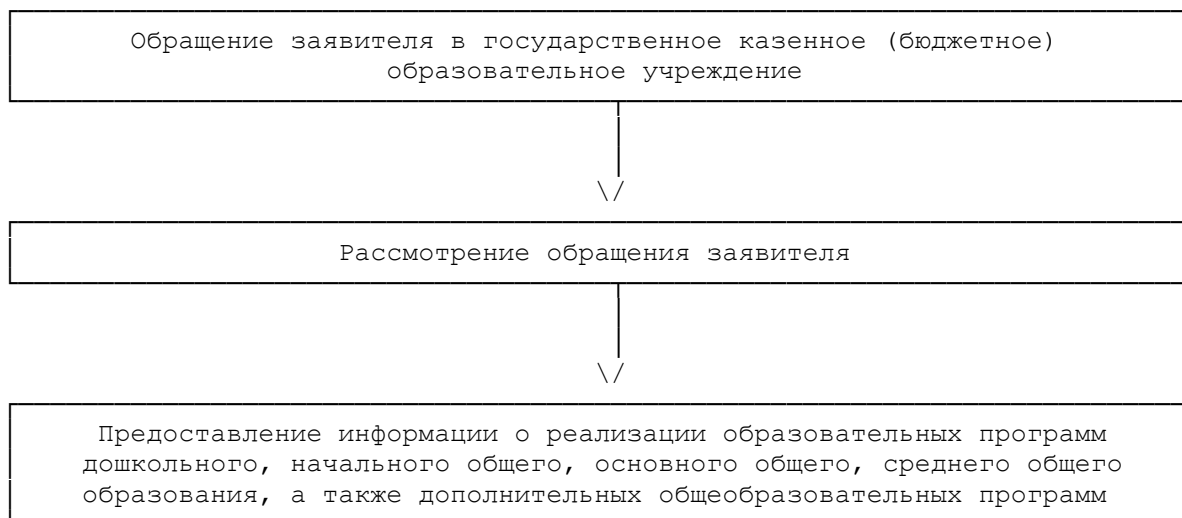 Обращение заявителя в государственное казенное (бюджетное)
образовательное учреждение
\/
Рассмотрение обращения заявителя
\/
Предоставление информации о реализации образовательных программ
дошкольного, начального общего, основного общего, среднего общего
образования, а также дополнительных общеобразовательных программ